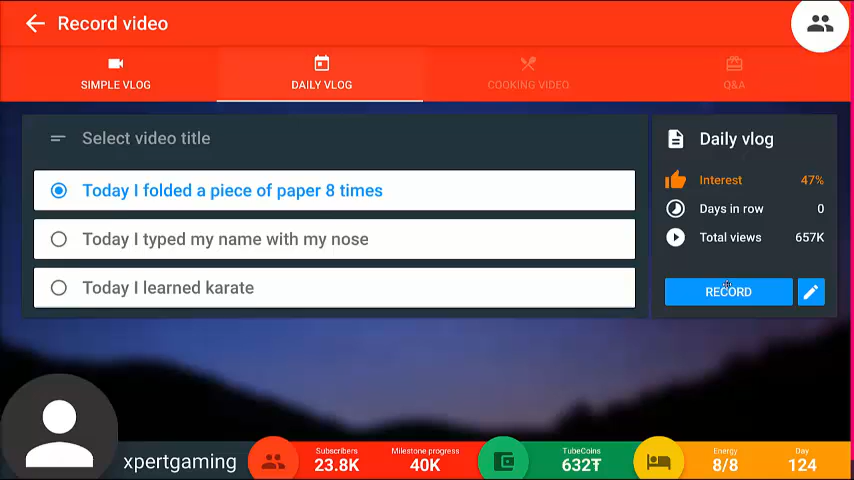 Record video
SIMPLE VLOG
DAILY VLOG
COOKING VIDEO
Q&A
Select video title
Today I folded a piece of paper 8 times
Today I typed my name with my nose
Today I learned karate
Daily vlog
Interest 47%
Days in row 0
Total views 657K
RECORD
xpertgaming
Subscribers
23.8K
Milestone progress
40K
TubeCoins
632₮
Energy
8/8
Day
124